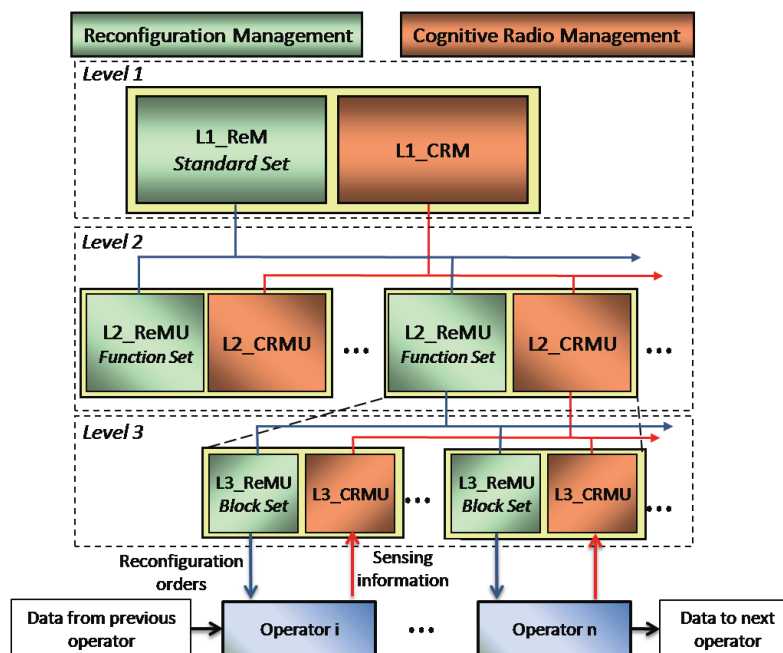 Reconfiguration Management
Cognitive Radio Management
Level 1
L1_ReM
Standard Set
L1_CRM
Level 2
L2_ReMU
Function Set
L2_CRMU
...
L2_ReMU
Function Set
L2_CRMU
...
Level 3
L3_ReMU
Block Set
L3_CRMU
...
L3_ReMU
Block Set
L3_CRMU
...
Reconfiguration
orders
Sensing
information
Data from previous
operator
Operator i
...
Operator n
Data to next
operator